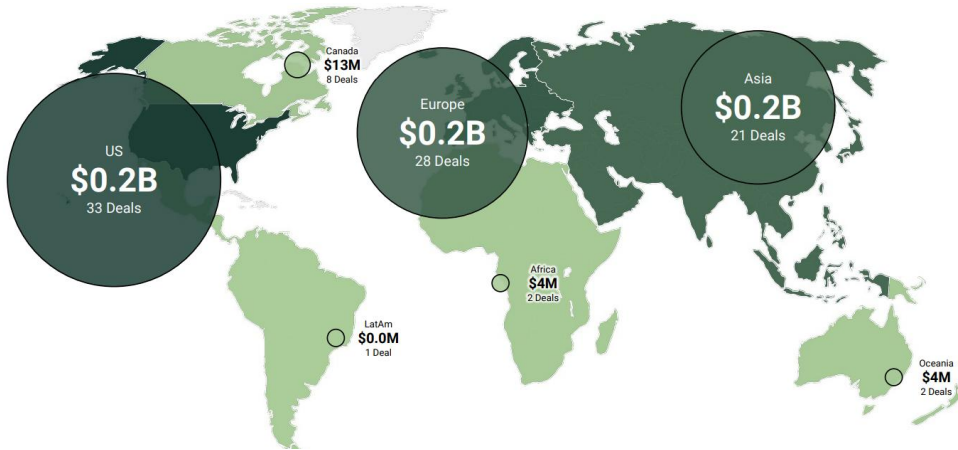 Canada
$13M
8 Deals
US
$0.2B
33 Deals
Europe
$0.2B
28 Deals
Asia
$0.2B
21 Deals
Africa
$4M
2 Deals
LatAm
$0.0M
1 Deal
Oceania
$4M
2 Deals